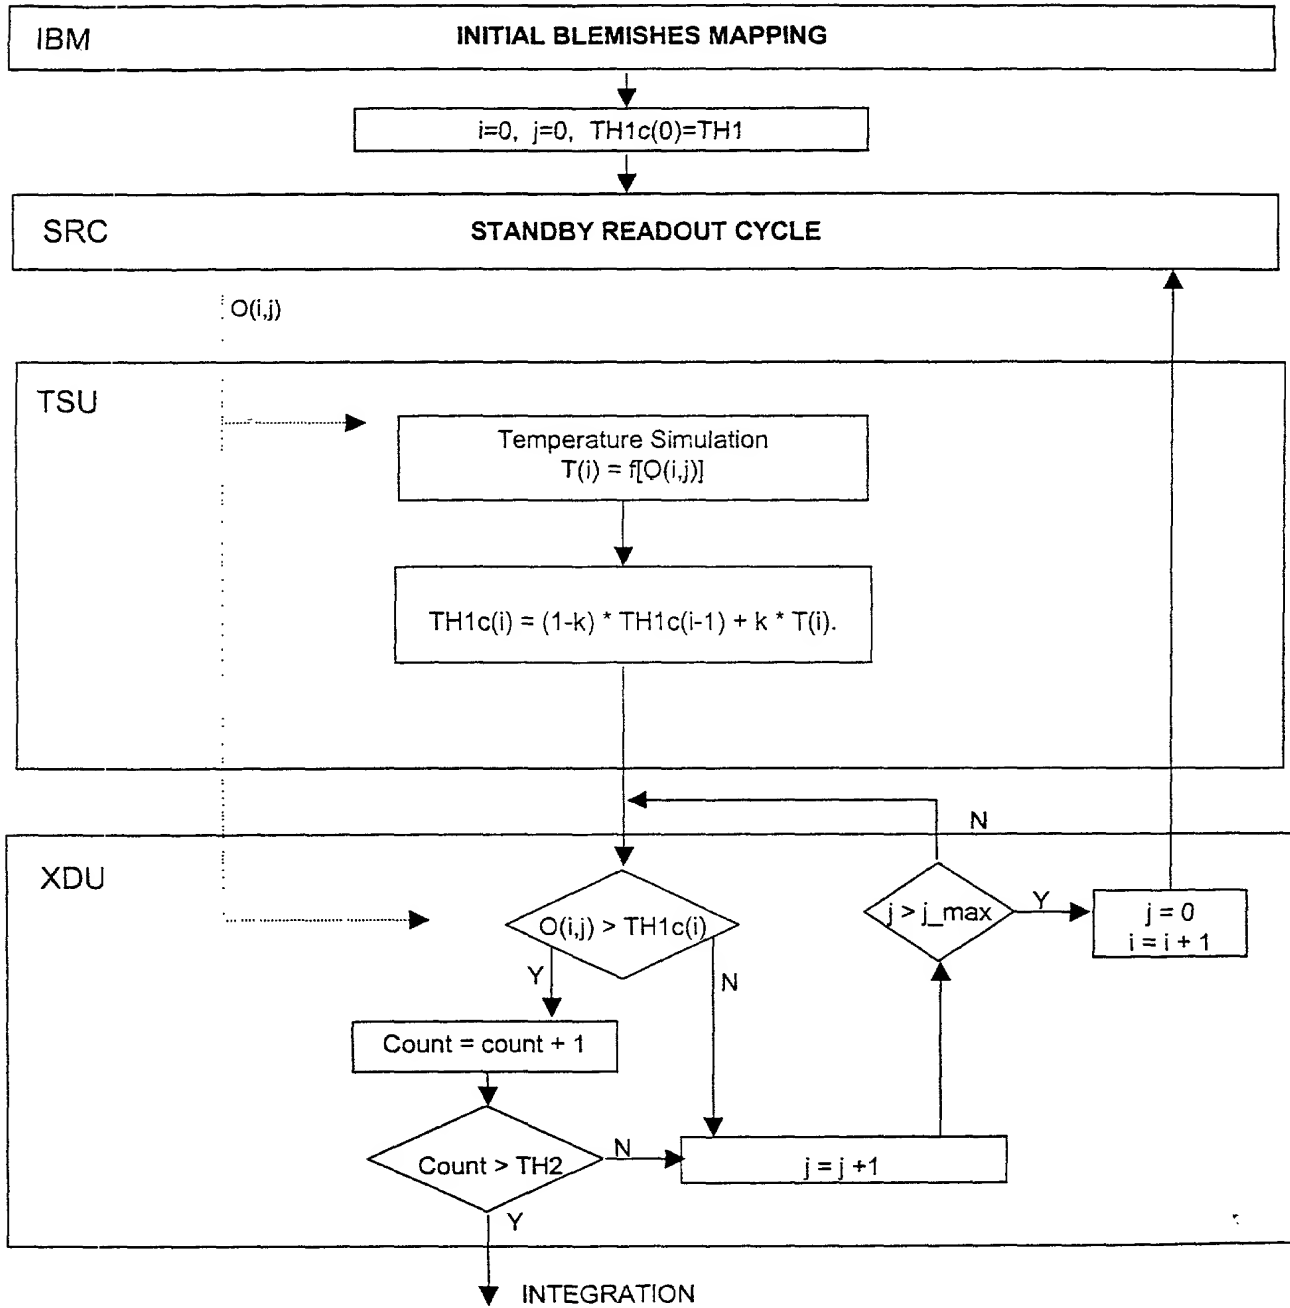 IBM
INITIAL BLEMISHES MAPPING
i=0, j=0, TH1c(0)=TH1
SRC
STANDBY READOUT CYCLE
O(i,j)
TSU
Temperature Simulation
T(i) = f[O(i,j)]
TH1c(i) = (1-k) * TH1c(i-1) + k * T(i).
N
XDU
O(i,j) > TH1c(i)
j > j_max
Y
j = 0
i = i + 1
Y
N
Count = count + 1
Count > TH2
N
j = j +1
Y
INTEGRATION